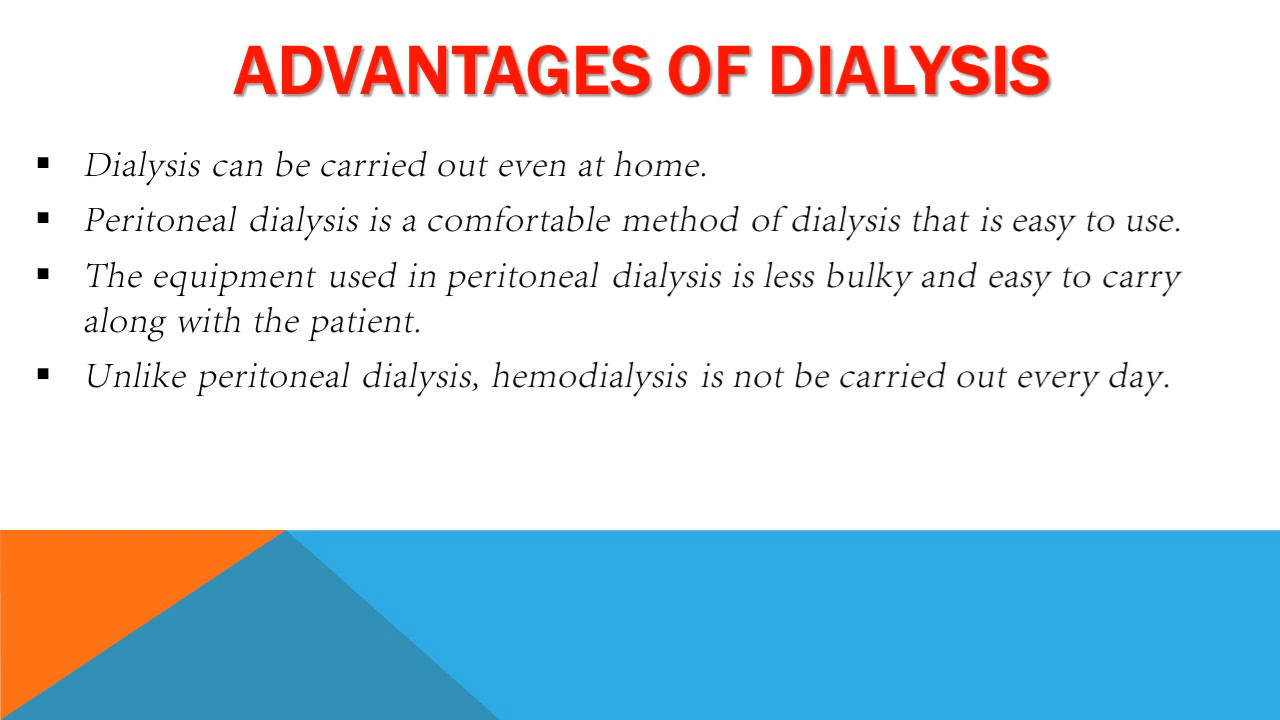 ADVANTAGES OF DIALYSIS
▪ Dialysis can be carried out even at home.
▪ Peritoneal dialysis is a comfortable method of dialysis that is easy to use.
▪ The equipment used in peritoneal dialysis is less bulky and easy to carry
along with the patient.
▪ Unlike peritoneal dialysis, hemodialysis is not be carried out every day.